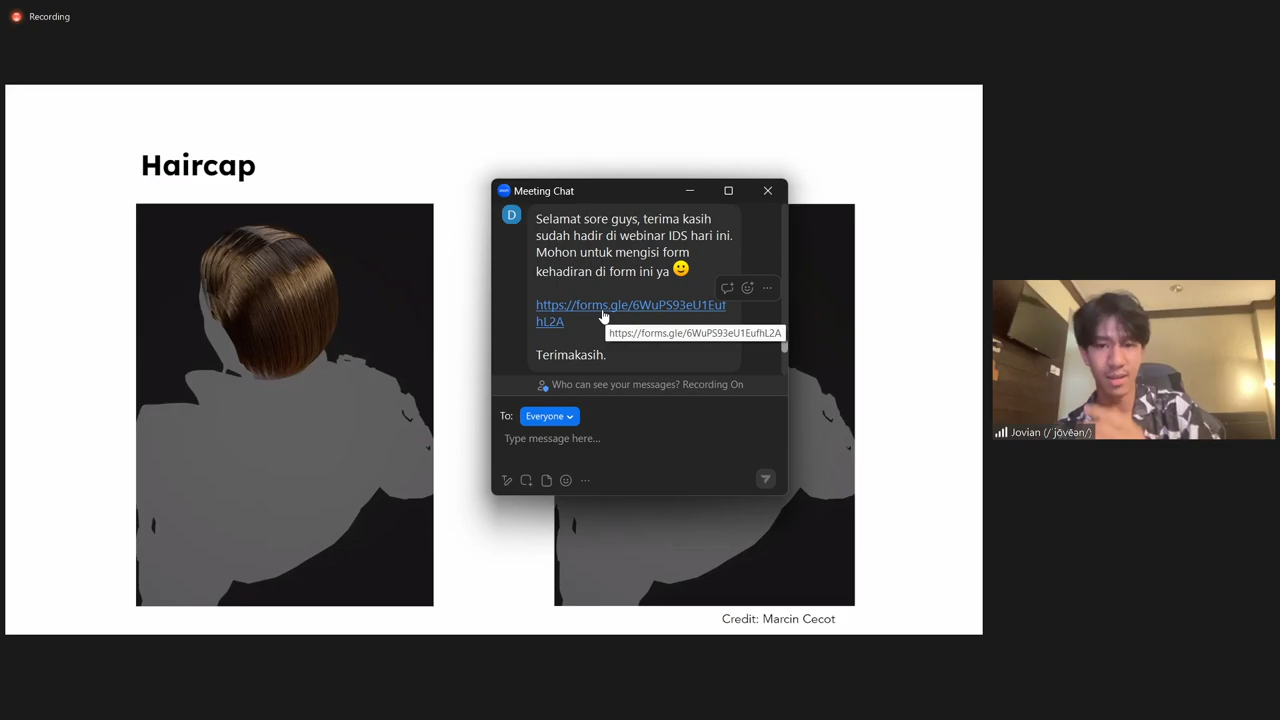 Recording
Haircap
Meeting Chat
D
Selamat sore guys, terima kasih
sudah hadir di webinar IDS hari ini.
Mohon untuk mengisi form
kehadiran di form ini ya 🙂
https://forms.gle/6WuPS93eU1Euf
hL2A
https://forms.gle/6WuPS93eU1EufhL2A
Terimakasih.
Who can see your messages? Recording On
To: Everyone
Type message here...
Jovian (/ˈjōvēən/)
Credit: Marcin Cecot